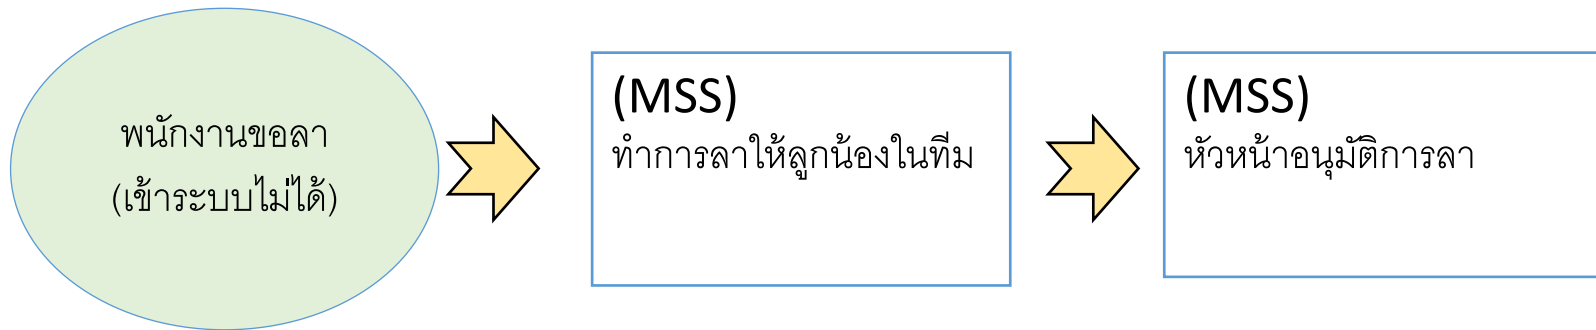 พนักงานขอลา
(เข้าระบบไม่ได้)
(MSS)
ทำการลาให้ลูกน้องในทีม
(MSS)
หัวหน้าอนุมัติการลา